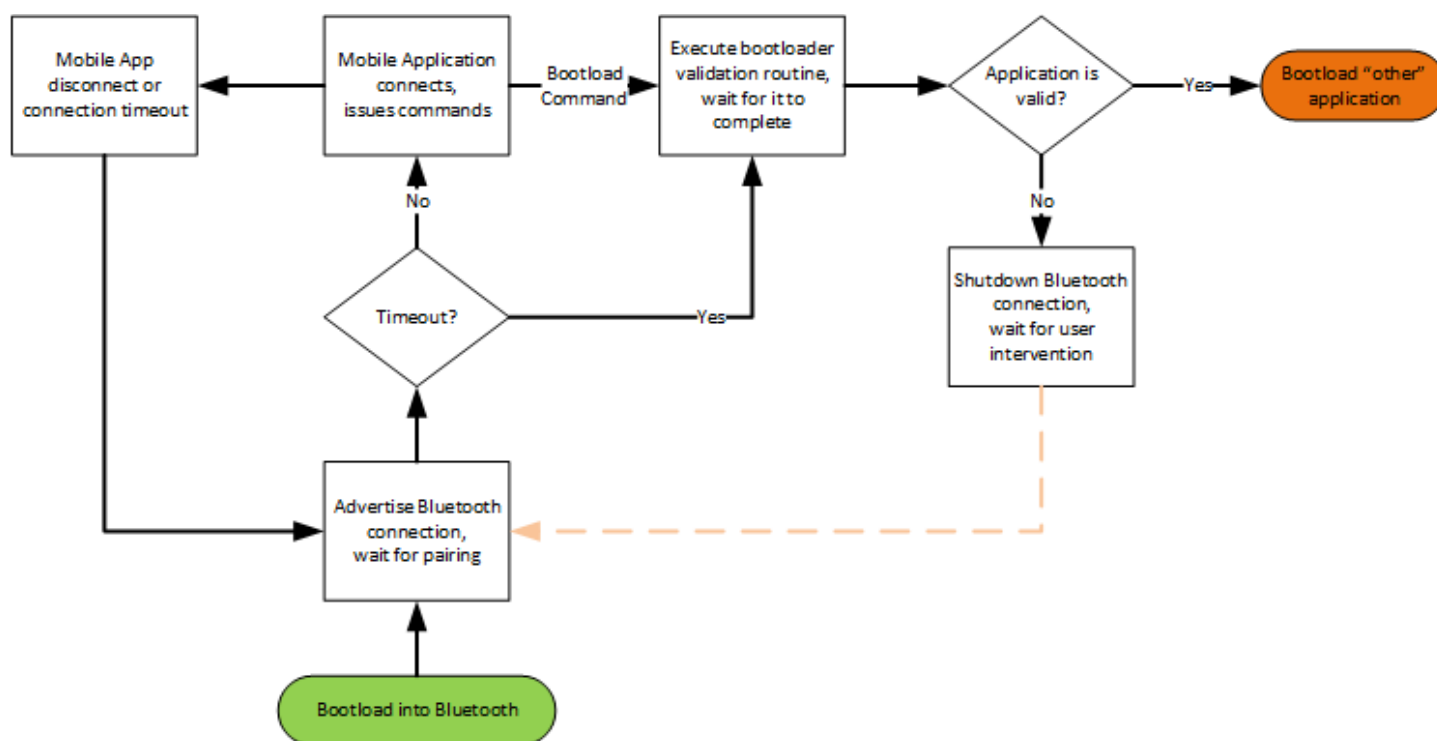 Mobile App
disconnect or
connection timeout
Mobile Application
connects,
issues commands
Bootload
Command
Execute bootloader
validation routine,
wait for it to
complete
Application is
valid?
Yes
Bootload “other”
application
No
No
Shutdown Bluetooth
connection,
wait for user
intervention
Timeout?
Yes
Advertise Bluetooth
connection,
wait for pairing
Bootload into Bluetooth